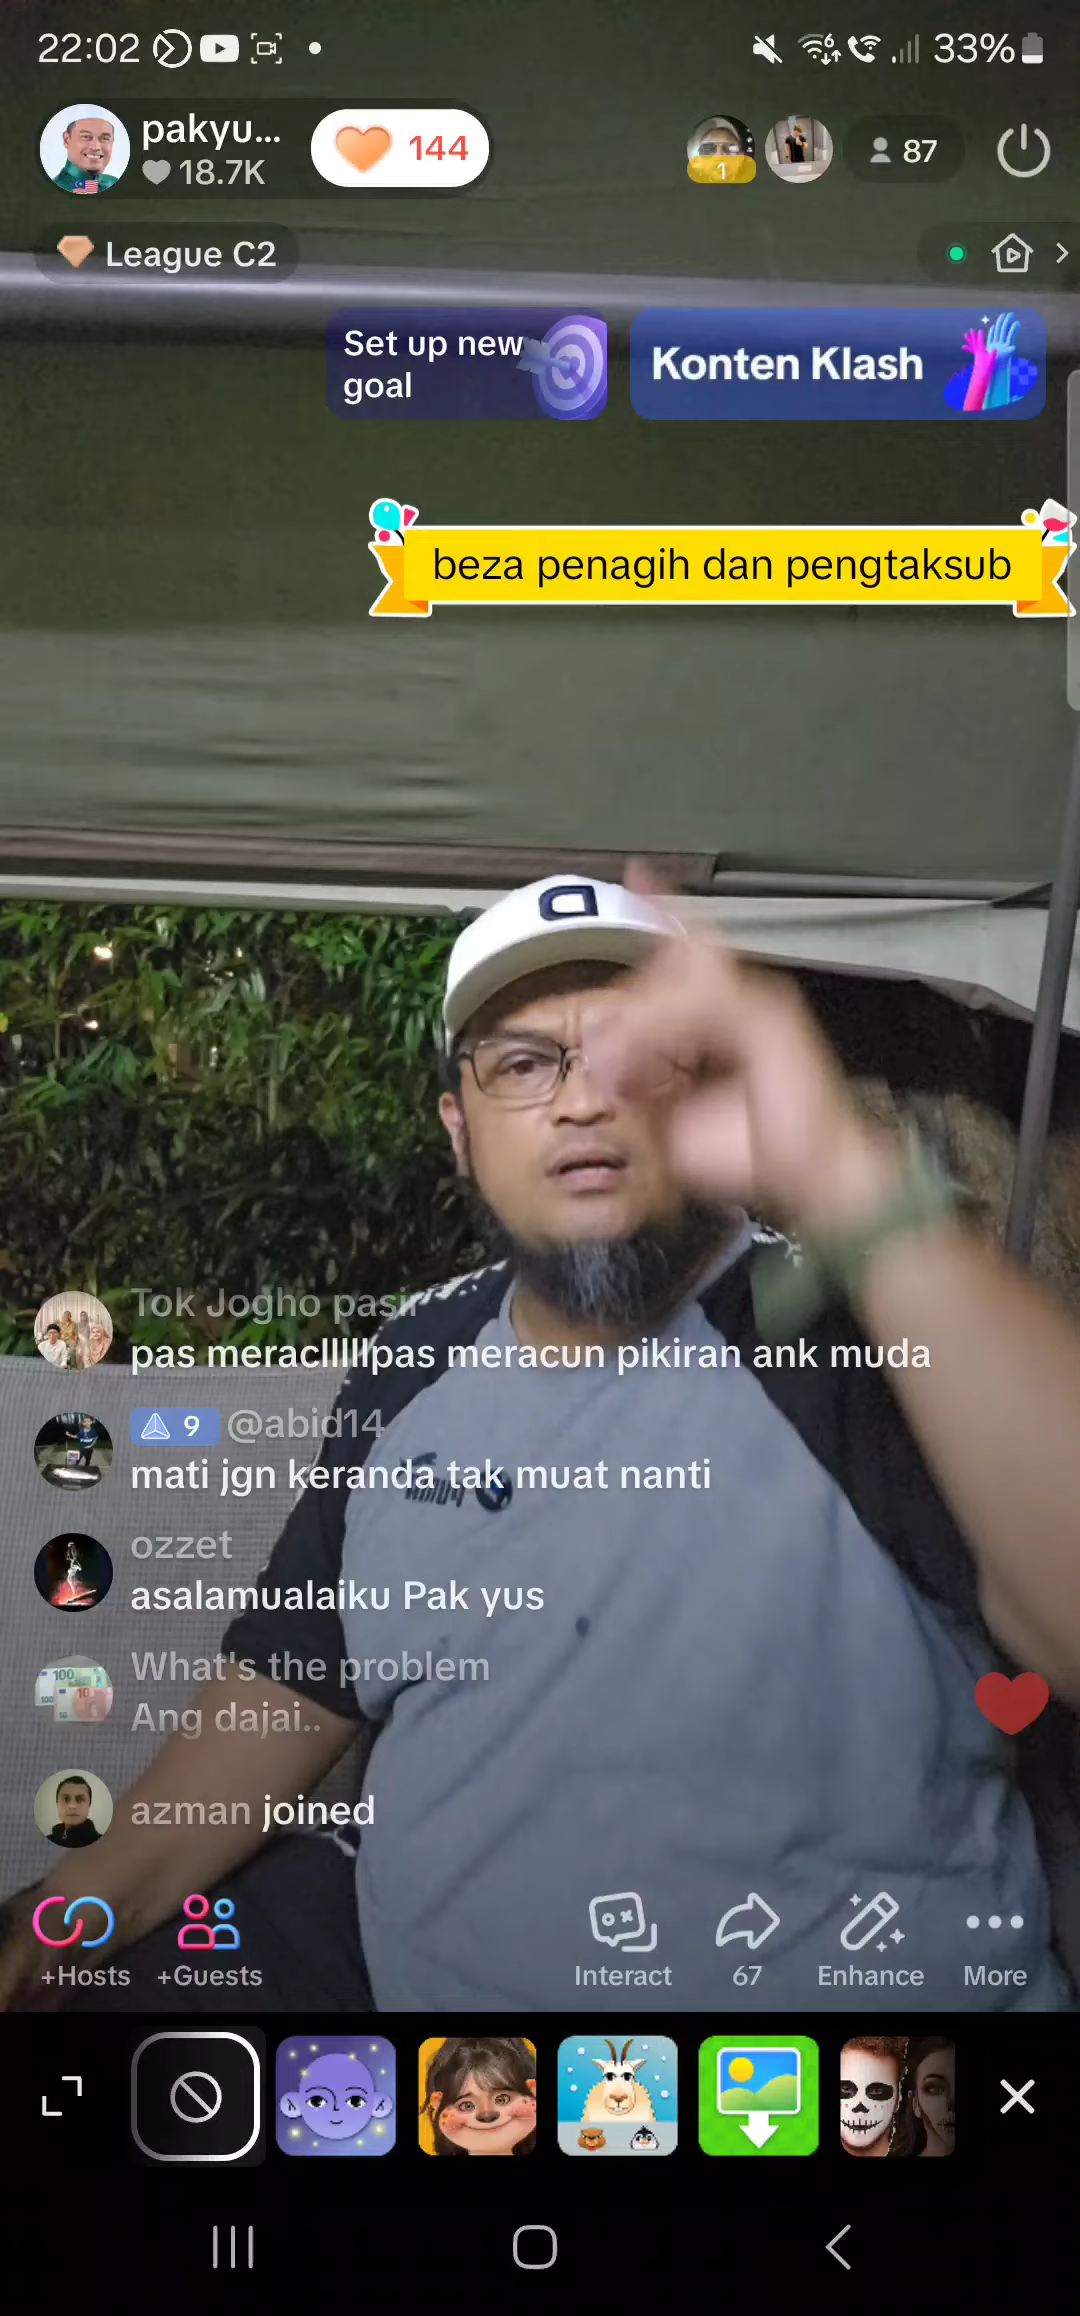 22:02
33%
pakyu...
18.7K
144
1
87
League C2
Set up new
goal
Konten Klash
beza penagih dan pengtaksub
Tok Jogho pasir
pas meraclllllpas meracun pikiran ank muda
9 @abid14
mati jgn keranda tak muat nanti
ozzet
asalamualaiku Pak yus
What's the problem
Ang dajai..
azman joined
+Hosts
+Guests
Interact
67
Enhance
More